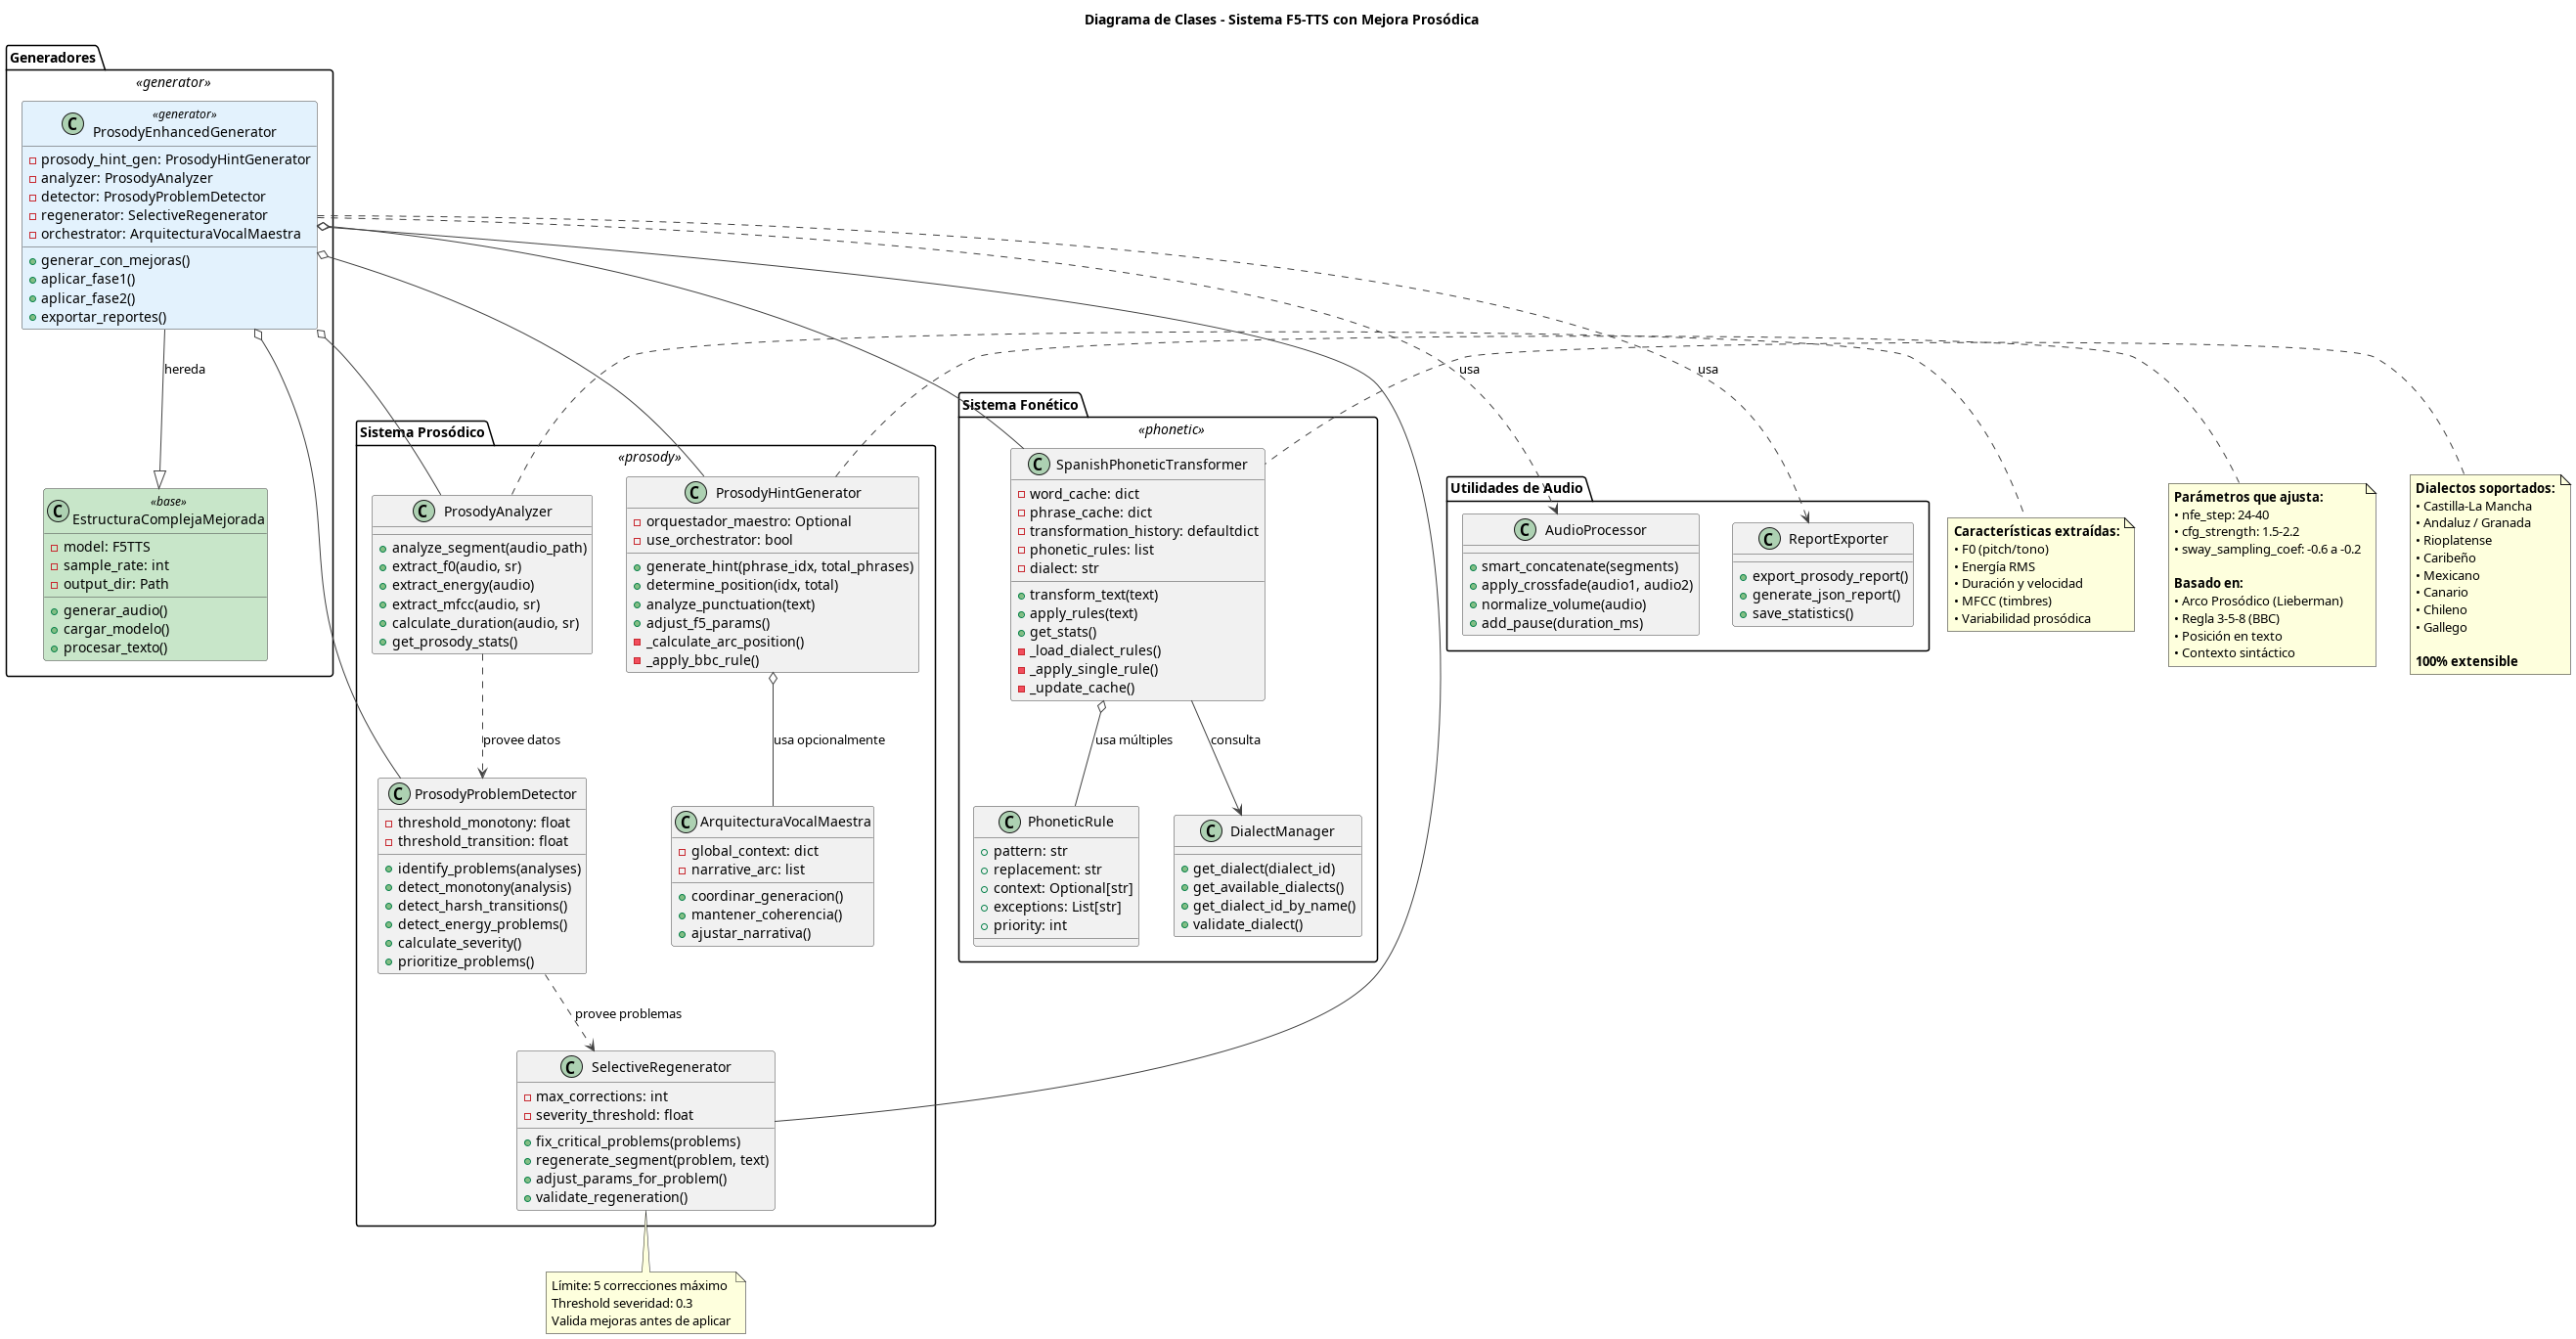 Diagrama de Clases - Sistema F5-TTS con Mejora Prosódica
Generadores
«generator»
«generator»
C
ProsodyEnhancedGenerator
prosody_hint_gen: ProsodyHintGenerator
analyzer: ProsodyAnalyzer
detector: ProsodyProblemDetector
regenerator: SelectiveRegenerator
orchestrator: ArquitecturaVocalMaestra
generar_con_mejoras()
aplicar_fase1()
aplicar_fase2()
exportar_reportes()
hereda
«base»
C
EstructuraComplejaMejorada
model: F5TTS
sample_rate: int
output_dir: Path
generar_audio()
cargar_modelo()
procesar_texto()
Sistema Prosódico
«prosody»
C
ProsodyAnalyzer
analyze_segment(audio_path)
extract_f0(audio, sr)
extract_energy(audio)
extract_mfcc(audio, sr)
calculate_duration(audio, sr)
get_prosody_stats()
C
ProsodyHintGenerator
orquestador_maestro: Optional
use_orchestrator: bool
generate_hint(phrase_idx, total_phrases)
determine_position(idx, total)
analyze_punctuation(text)
adjust_f5_params()
_calculate_arc_position()
_apply_bbc_rule()
provee datos
usa opcionalmente
C
ProsodyProblemDetector
threshold_monotony: float
threshold_transition: float
identify_problems(analyses)
detect_monotony(analysis)
detect_harsh_transitions()
detect_energy_problems()
calculate_severity()
prioritize_problems()
C
ArquitecturaVocalMaestra
global_context: dict
narrative_arc: list
coordinar_generacion()
mantener_coherencia()
ajustar_narrativa()
provee problemas
C
SelectiveRegenerator
max_corrections: int
severity_threshold: float
fix_critical_problems(problems)
regenerate_segment(problem, text)
adjust_params_for_problem()
validate_regeneration()
Límite: 5 correcciones máximo
Threshold severidad: 0.3
Valida mejoras antes de aplicar
Sistema Fonético
«phonetic»
C
SpanishPhoneticTransformer
word_cache: dict
phrase_cache: dict
transformation_history: defaultdict
phonetic_rules: list
dialect: str
transform_text(text)
apply_rules(text)
get_stats()
_load_dialect_rules()
_apply_single_rule()
_update_cache()
usa múltiples
consulta
C
PhoneticRule
pattern: str
replacement: str
context: Optional[str]
exceptions: List[str]
priority: int
C
DialectManager
get_dialect(dialect_id)
get_available_dialects()
get_dialect_id_by_name()
validate_dialect()
usa
usa
Utilidades de Audio
C
AudioProcessor
smart_concatenate(segments)
apply_crossfade(audio1, audio2)
normalize_volume(audio)
add_pause(duration_ms)
C
ReportExporter
export_prosody_report()
generate_json_report()
save_statistics()
Características extraídas:
• F0 (pitch/tono)
• Energía RMS
• Duración y velocidad
• MFCC (timbres)
• Variabilidad prosódica
Parámetros que ajusta:
• nfe_step: 24-40
• cfg_strength: 1.5-2.2
• sway_sampling_coef: -0.6 a -0.2
Basado en:
• Arco Prosódico (Lieberman)
• Regla 3-5-8 (BBC)
• Posición en texto
• Contexto sintáctico
Dialectos soportados:
• Castilla-La Mancha
• Andaluz / Granada
• Rioplatense
• Caribeño
• Mexicano
• Canario
• Chileno
• Gallego
100% extensible